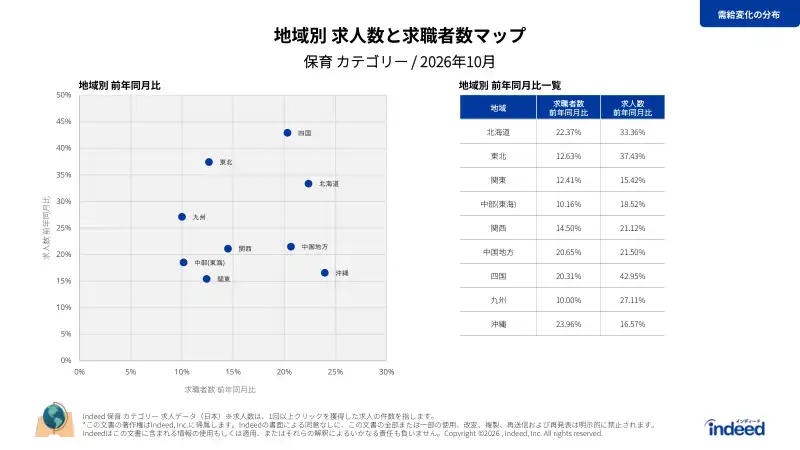 需給変化の分布
地域別 求人数と求職者数マップ
保育 カテゴリー / 2026年10月
地域別 前年同月比
50%
45%
40%
35%
30%
25%
20%
15%
10%
5%
0%
0%
5%
10%
15%
20%
25%
30%
求人数 前年同月比
求職者数 前年同月比
四国
東北
北海道
九州
関西
中国地方
中部(東海)
沖縄
関東
地域別 前年同月比一覧
地域 求職者数 前年同月比 求人数 前年同月比
北海道 22.37% 33.36%
東北 12.63% 37.43%
関東 12.41% 15.42%
中部(東海) 10.16% 18.52%
関西 14.50% 21.12%
中国地方 20.65% 21.50%
四国 20.31% 42.95%
九州 10.00% 27.11%
沖縄 23.96% 16.57%
Indeed 保育 カテゴリー 求人データ（日本）※求人数は、1回以上クリックを獲得した求人の件数を指します。
*この文書の著作権はIndeed, Inc.に帰属します。Indeedの書面による同意なしに、この文書の全部または一部の使用、改変、複製、再送信および再発表は明示的に禁止されます。
Indeedはこの文書に含まれる情報の使用もしくは適用、またはそれらの解釈によるいかなる責任も負いません。Copyright ©2026 , Indeed, Inc. All rights reserved.
インディード
indeed